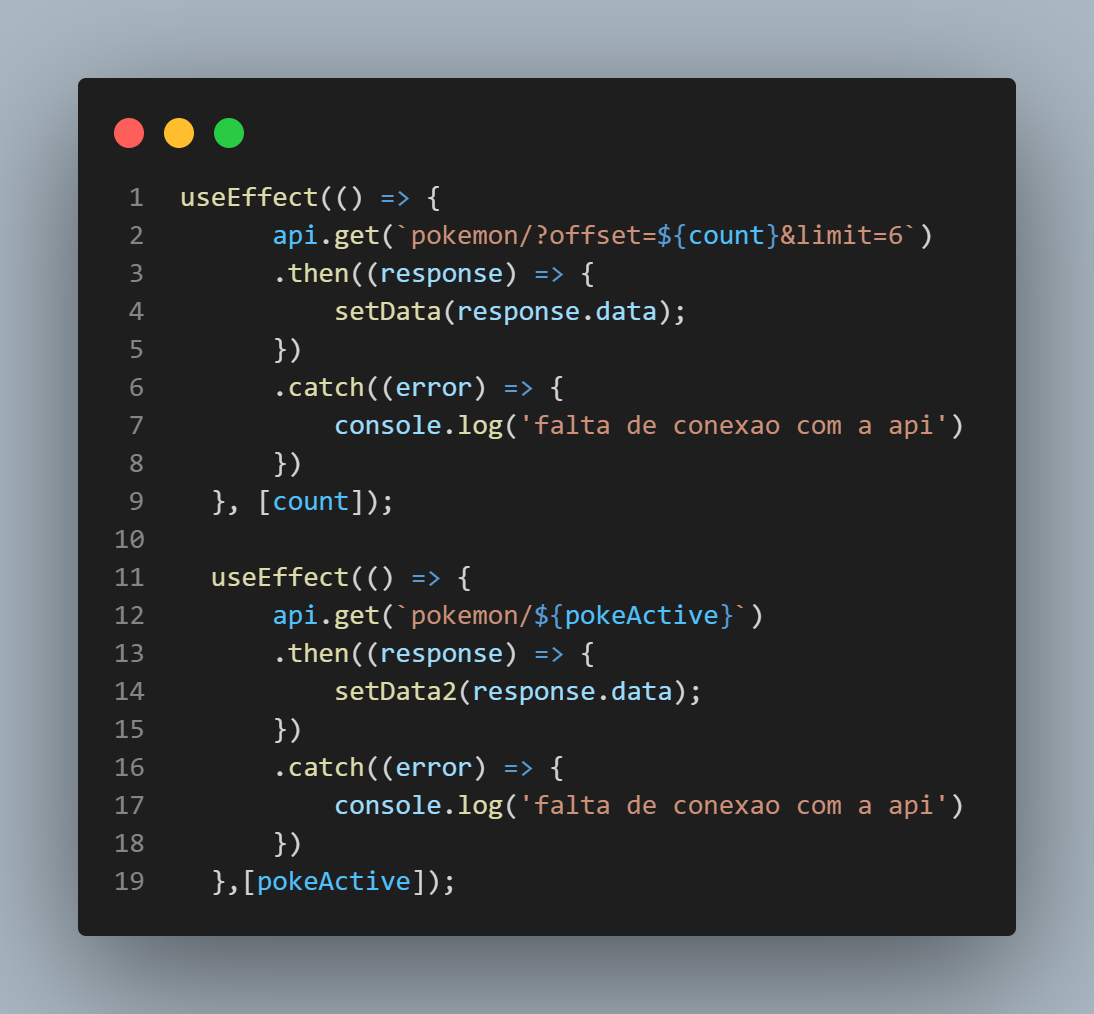 1 useEffect(() => {
2 api.get(`pokemon/?offset=${count}&limit=6`)
3 .then((response) => {
4 setData(response.data);
5 })
6 .catch((error) => {
7 console.log('falta de conexao com a api')
8 })
9 }, [count]);
10
11 useEffect(() => {
12 api.get(`pokemon/${pokeActive}`)
13 .then((response) => {
14 setData2(response.data);
15 })
16 .catch((error) => {
17 console.log('falta de conexao com a api')
18 })
19 },[pokeActive]);